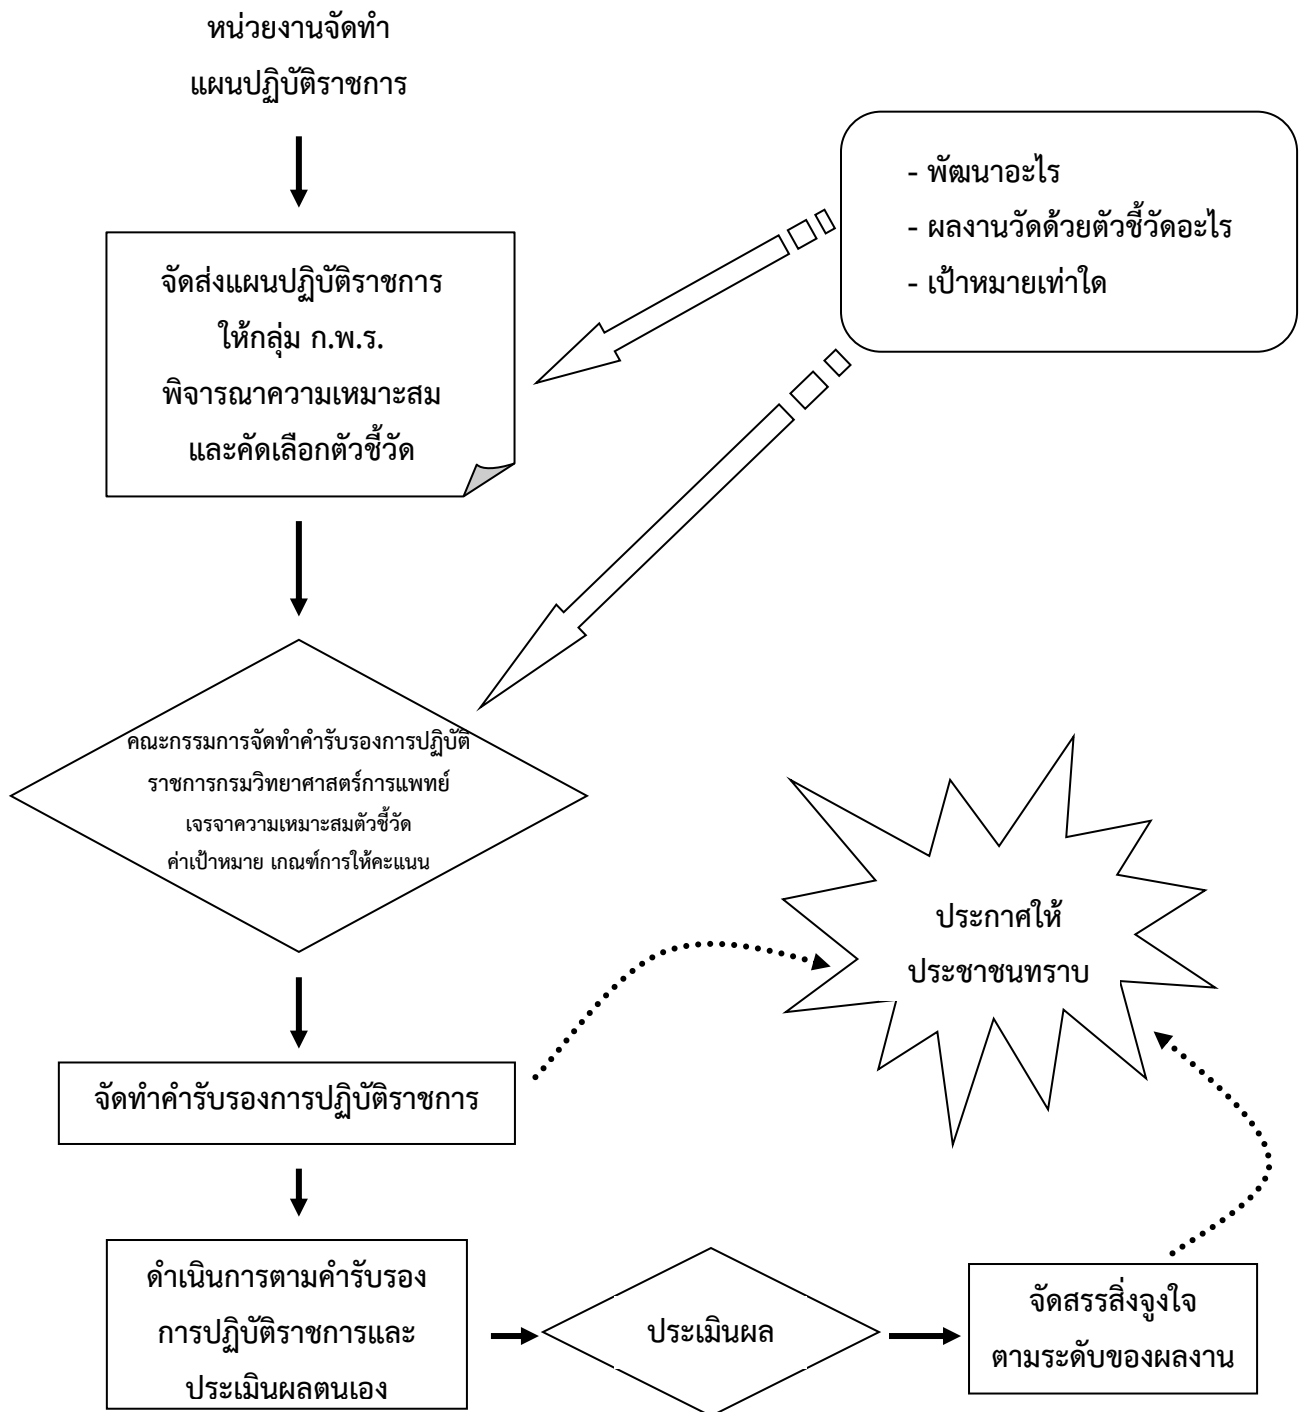 หน่วยงานจัดทำ
แผนปฏิบัติราชการ
- พัฒนาอะไร
- ผลงานวัดด้วยตัวชี้วัดอะไร
- เป้าหมายเท่าใด
จัดส่งแผนปฏิบัติราชการ
ให้กลุ่ม ก.พ.ร.
พิจารณาความเหมาะสม
และคัดเลือกตัวชี้วัด
คณะกรรมการจัดทำคำรับรองการปฏิบัติ
ราชการกรมวิทยาศาสตร์การแพทย์
เจรจาความเหมาะสมตัวชี้วัด
ค่าเป้าหมาย เกณฑ์การให้คะแนน
ประกาศให้
ประชาชนทราบ
จัดทำคำรับรองการปฏิบัติราชการ
ดำเนินการตามคำรับรอง
การปฏิบัติราชการและ
ประเมินผลตนเอง
ประเมินผล
จัดสรรสิ่งจูงใจ
ตามระดับของผลงาน